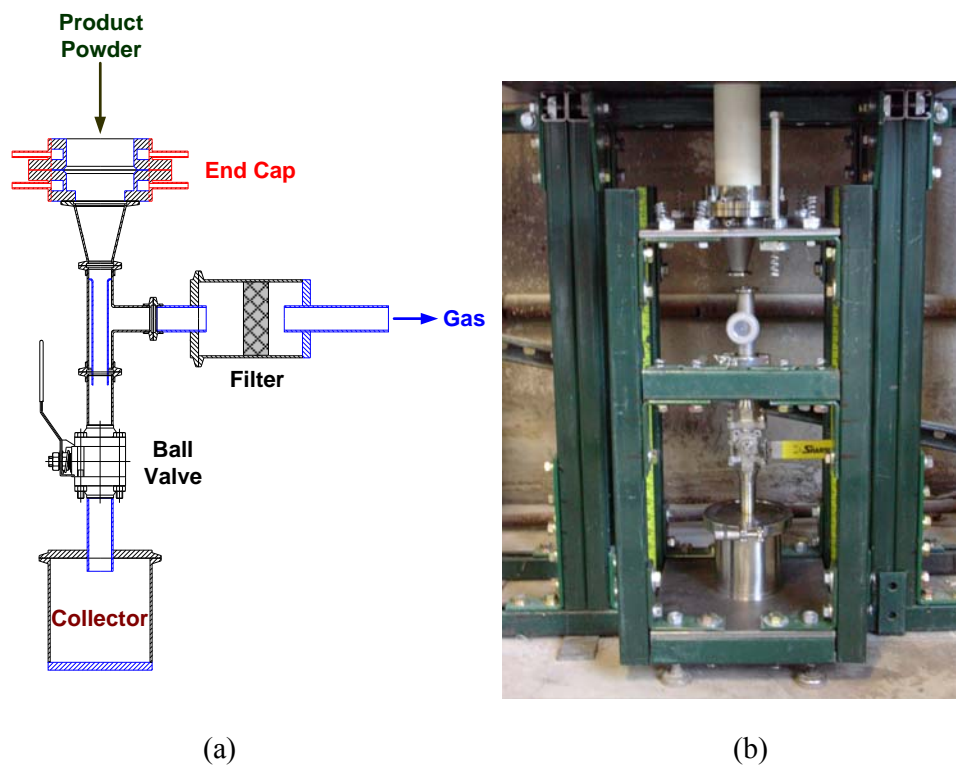 Product
Powder
End Cap
Gas
Filter
Ball
Valve
Collector
(a)
(b)